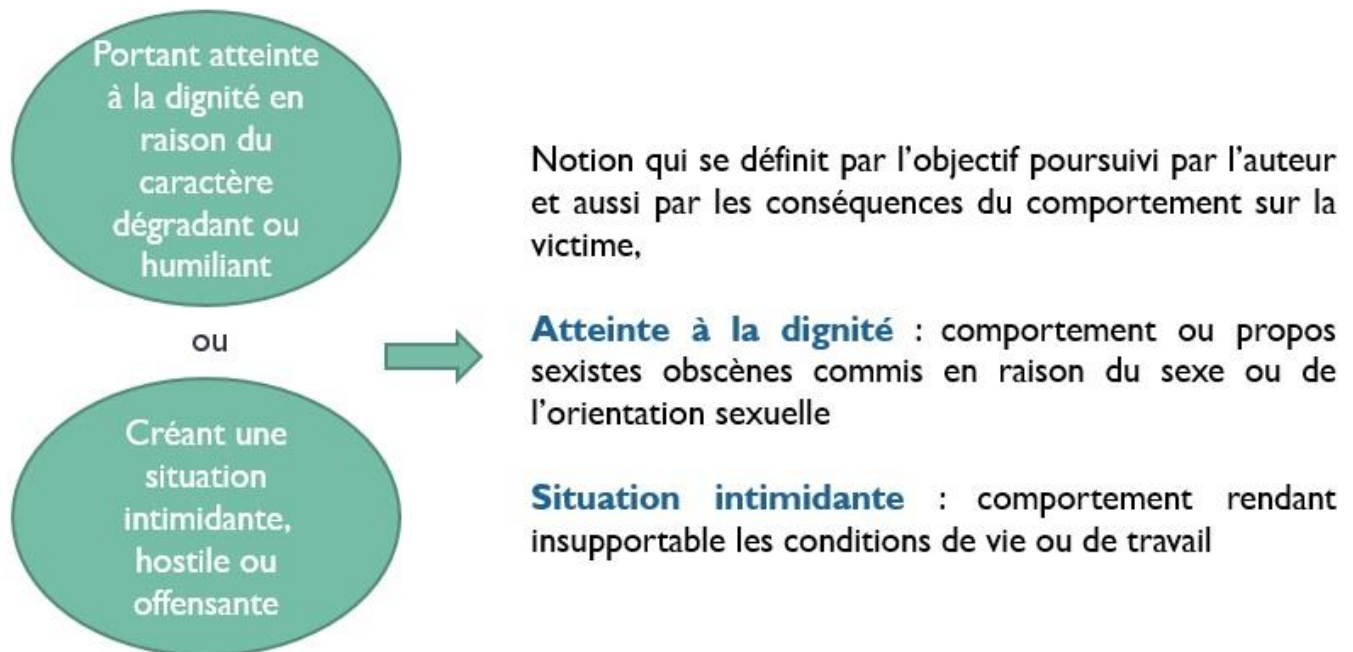 Portant atteinte
à la dignité en
raison du
caractère
dégradant ou
humiliant
ou
Créant une
situation
intimidante,
hostile ou
offensante
Notion qui se définit par l’objectif poursuivi par l’auteur
et aussi par les conséquences du comportement sur la
victime,
Atteinte à la dignité : comportement ou propos
sexistes obscènes commis en raison du sexe ou de
l’orientation sexuelle
Situation intimidante : comportement rendant
insupportable les conditions de vie ou de travail